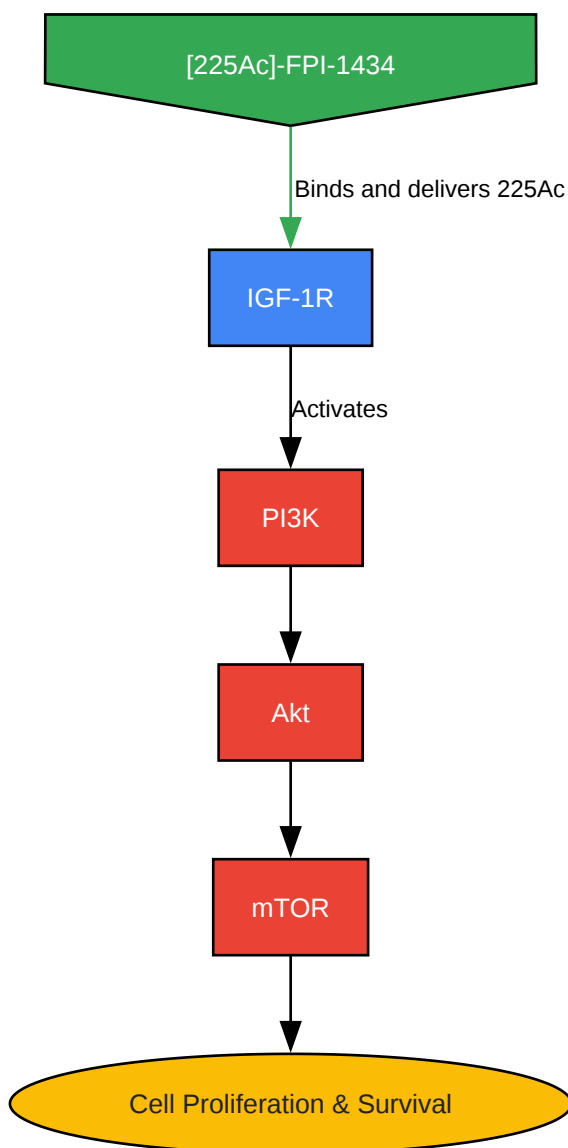 [225Ac]-FPI-1434
Binds and delivers 225Ac
IGF-1R
Activates
PI3K
Akt
mTOR
Cell Proliferation & Survival